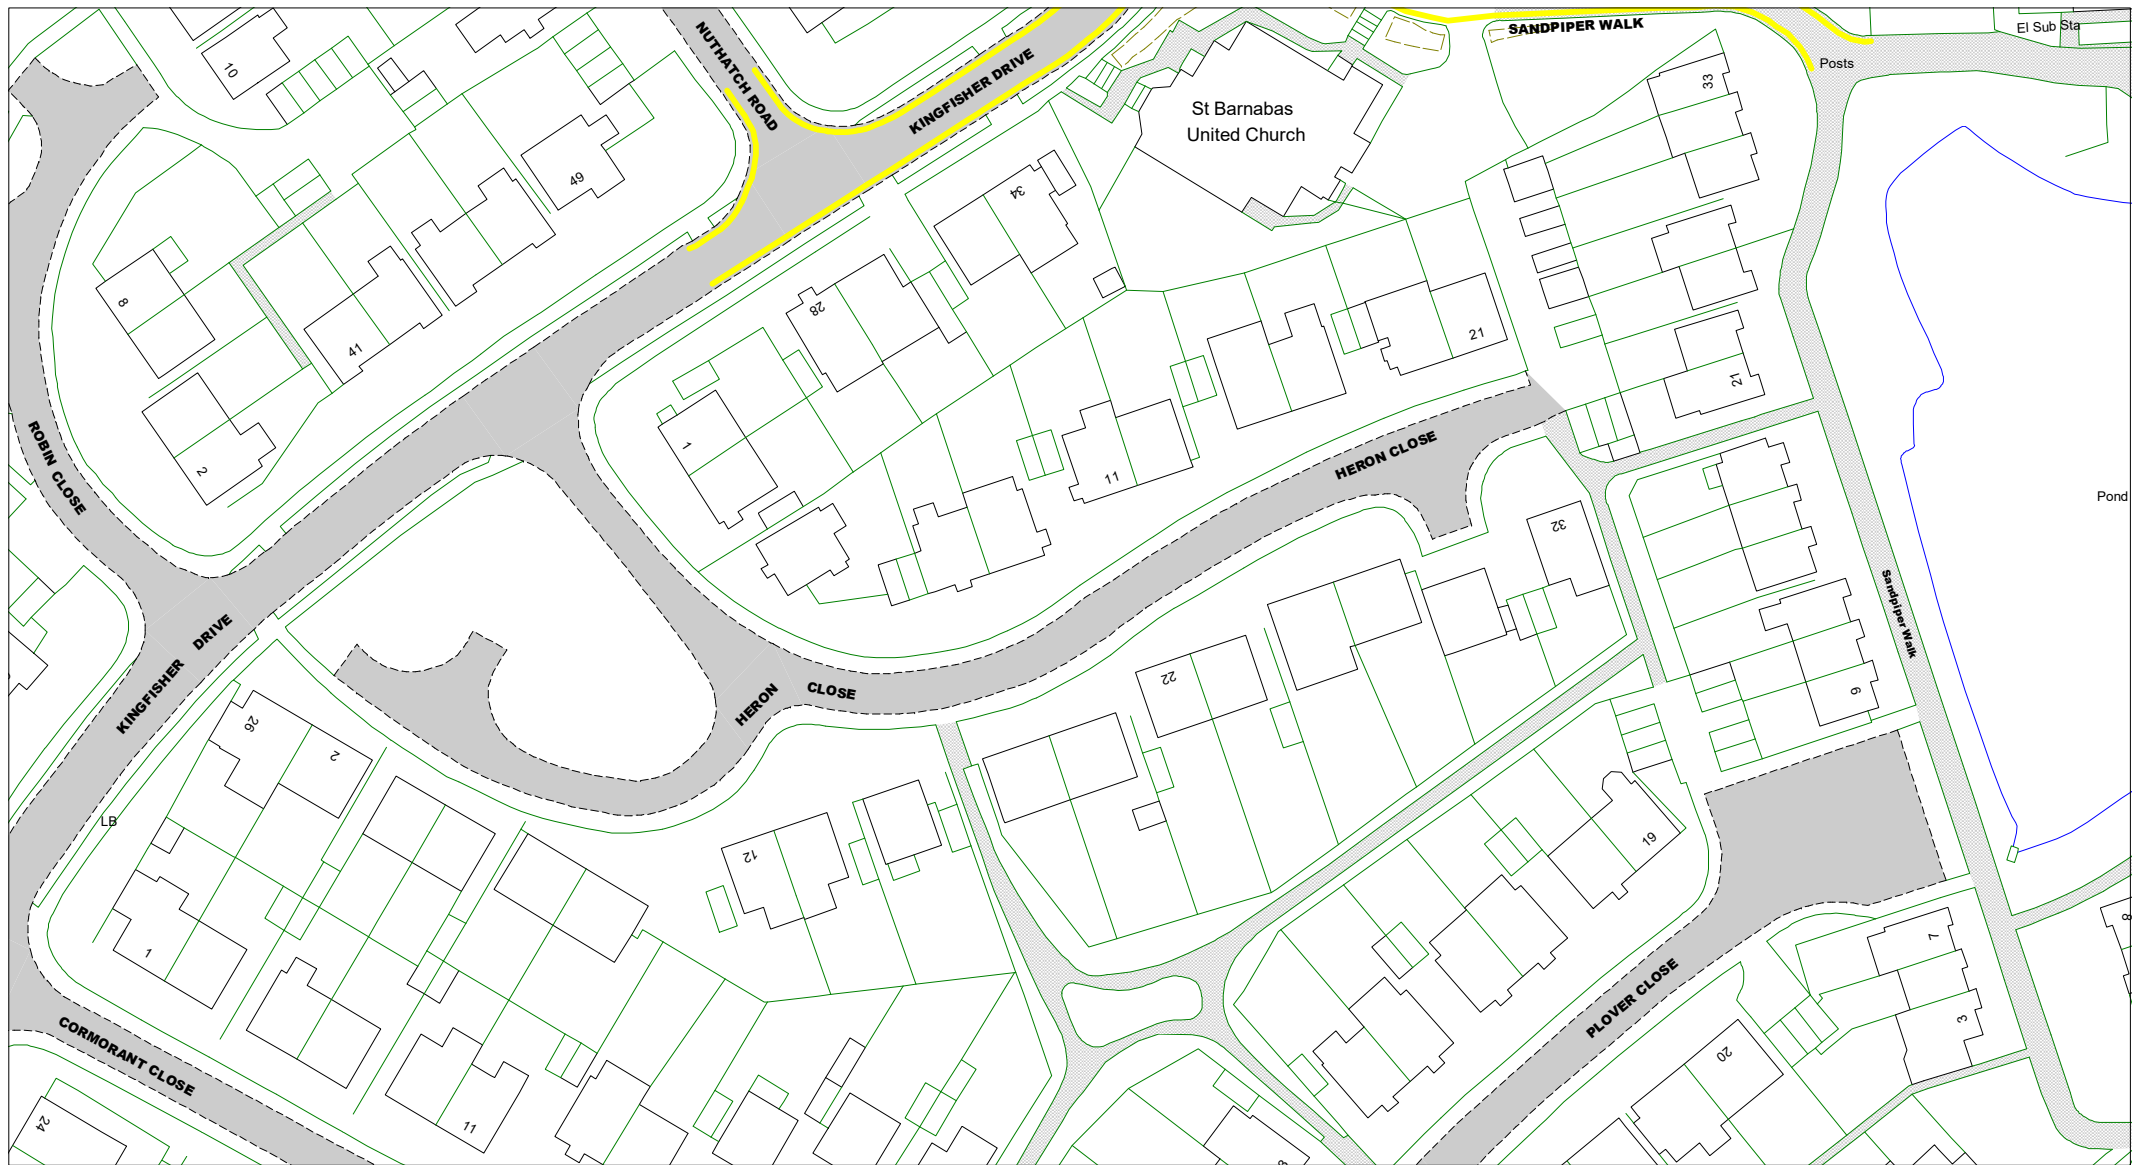 El Sub Sta
SANDPIPER WALK
NUTHATCH ROAD
KINGFISHER DRIVE
Posts
10
33
St Barnabas
United Church
49
34
8
28
41
21
21
ROBIN CLOSE
1
2
HERON CLOSE
11
32
Pond
Sandpiper Walk
KINGFISHER DRIVE
HERON CLOSE
22
9
26
2
LB
12
19
1
7
8
PLOVER CLOSE
3
CORMORANT CLOSE
20
24
11